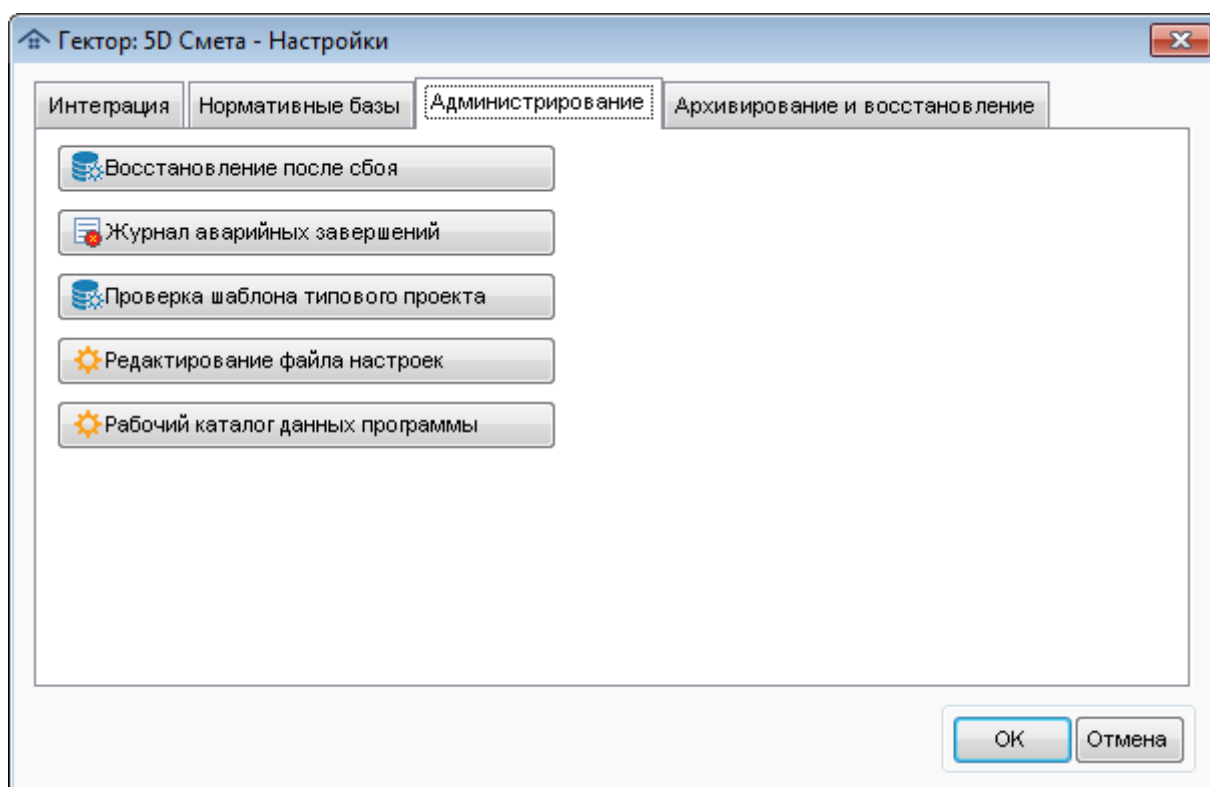 Гектор: 5D Смета - Настройки
Интеграция Нормативные базы Администрирование Архивирование и восстановление
Восстановление после сбоя
Журнал аварийных завершений
Проверка шаблона типового проекта
Редактирование файла настроек
Рабочий каталог данных программы
ОК Отмена